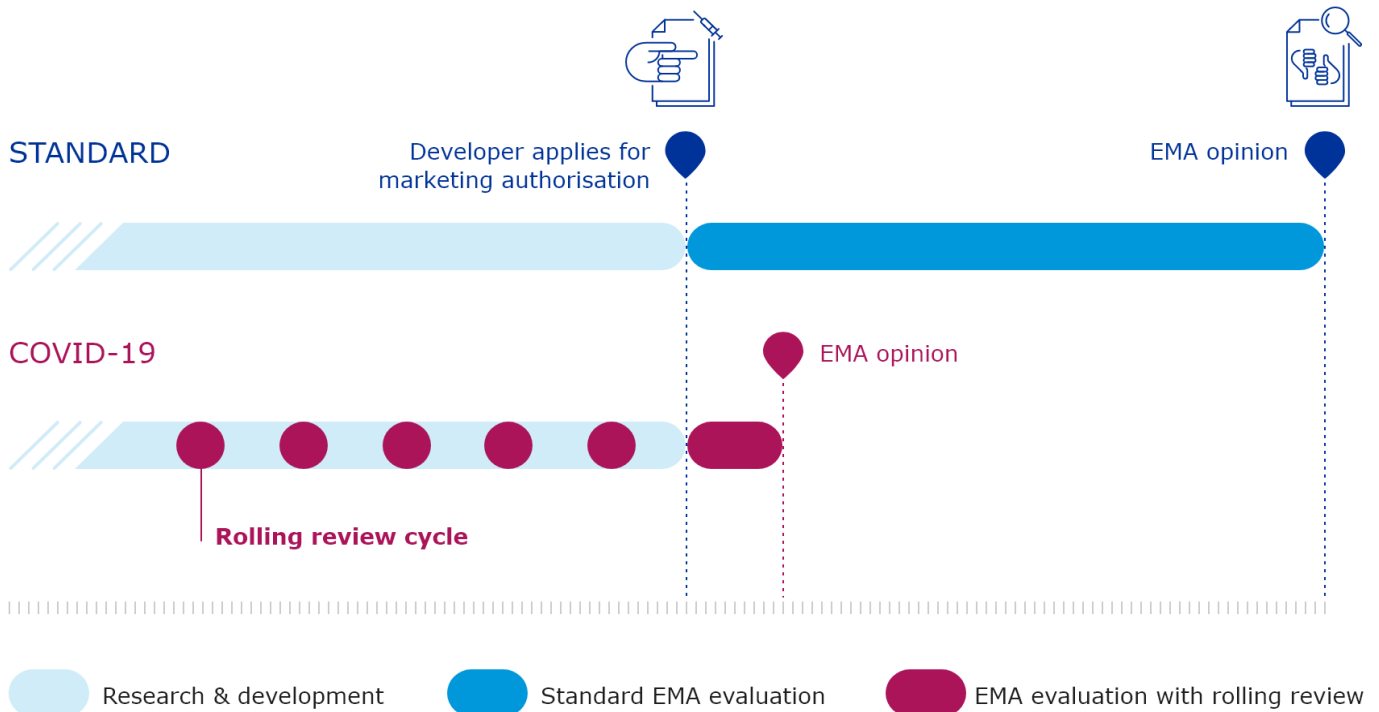 STANDARD
Developer applies for
marketing authorisation
EMA opinion
COVID-19
EMA opinion
Rolling review cycle
Research & development
Standard EMA evaluation
EMA evaluation with rolling review